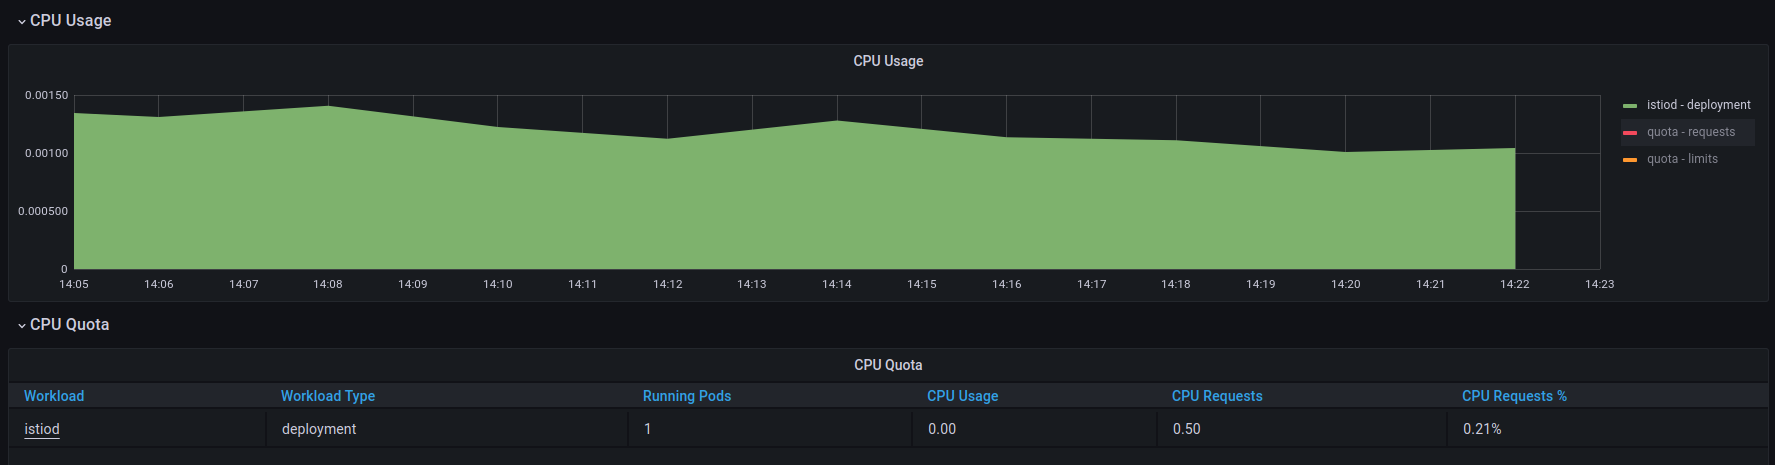 CPU Usage
CPU Usage
0.00150
0.00100
0.000500
0
14:05 14:06 14:07 14:08 14:09 14:10 14:11 14:12 14:13 14:14 14:15 14:16 14:17 14:18 14:19 14:20 14:21 14:22 14:23
istiod - deployment
quota - requests
quota - limits
CPU Quota
CPU Quota
Workload Workload Type Running Pods CPU Usage CPU Requests CPU Requests %
istiod deployment 1 0.00 0.50 0.21%